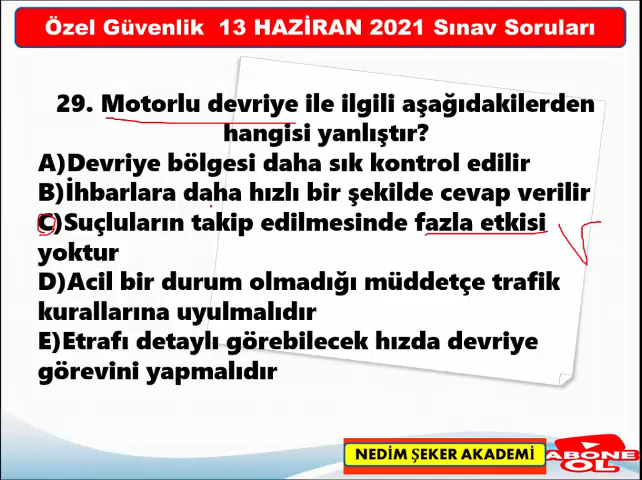 Özel Güvenlik 13 HAZİRAN 2021 Sınav Soruları
29. Motorlu devriye ile ilgili aşağıdakilerden
hangisi yanlıştır?
A)Devriye bölgesi daha sık kontrol edilir
B)İhbarlara daha hızlı bir şekilde cevap verilir
C)Suçluların takip edilmesinde fazla etkisi
yoktur
D)Acil bir durum olmadığı müddetçe trafik
kurallarına uyulmalıdır
E)Etrafı detaylı görebilecek hızda devriye
görevini yapmalıdır
NEDİM ŞEKER AKADEMİ
ABONE
OL